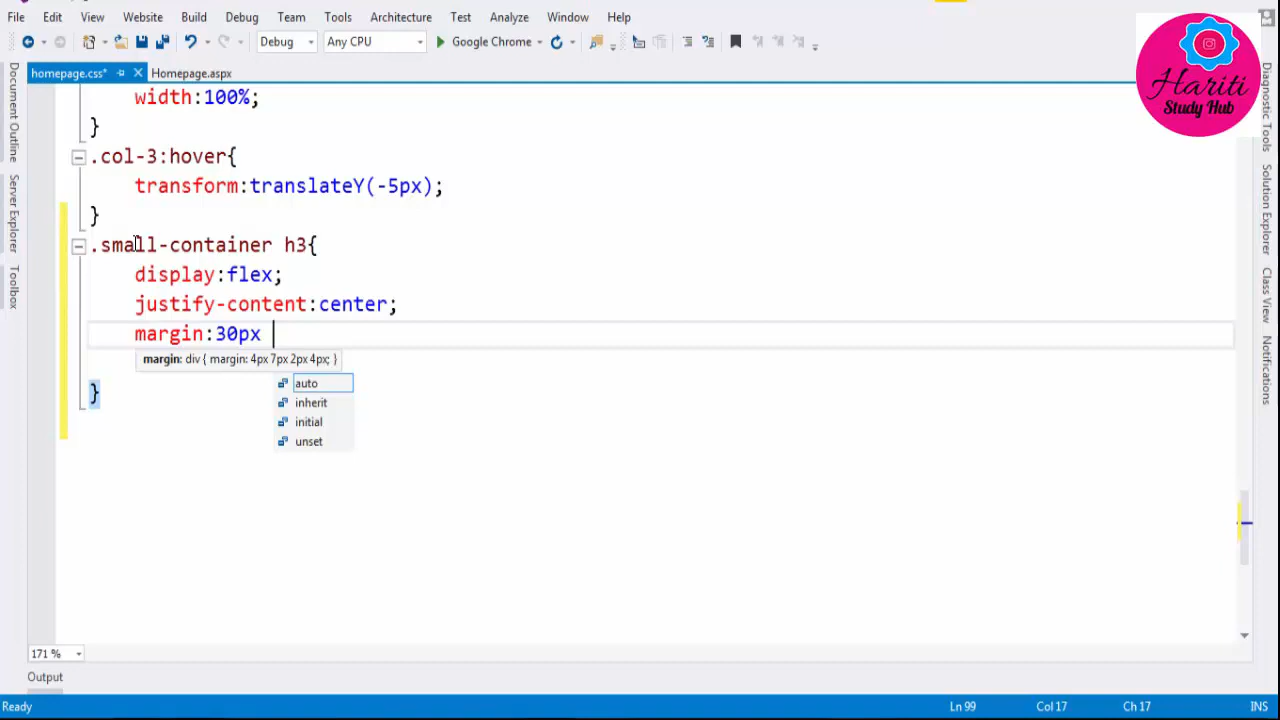 File Edit View Website Build Debug Team Tools Architecture Test Analyze Window Help
Debug Any CPU Google Chrome
Hariti
Study Hub
homepage.css* Homepage.aspx
Document Outline
Server Explorer
Toolbox
width:100%;
}
.col-3:hover{
transform:translateY(-5px);
}
.small-container h3{
display:flex;
justify-content:center;
margin:30px
margin: div { margin: 4px 7px 2px 4px; }
auto
}
inherit
initial
unset
Diagnostic Tools
Solution Explorer
Class View
Notifications
171 %
Output
Ready Ln 99 Col 17 Ch 17 INS